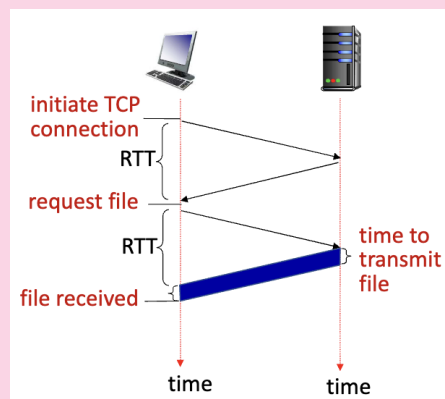 initiate TCP
connection
RTT
request file
RTT
time to
transmit
file
file received
time
time